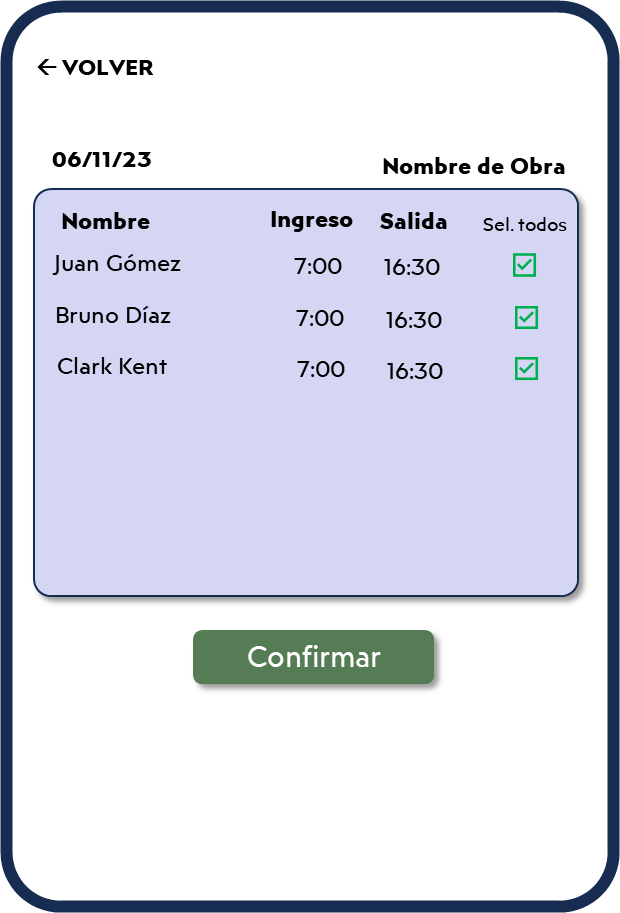 ← VOLVER
06/11/23 Nombre de Obra
Nombre Ingreso Salida Sel. todos
Juan Gómez 7:00 16:30
Bruno Díaz 7:00 16:30
Clark Kent 7:00 16:30
Confirmar